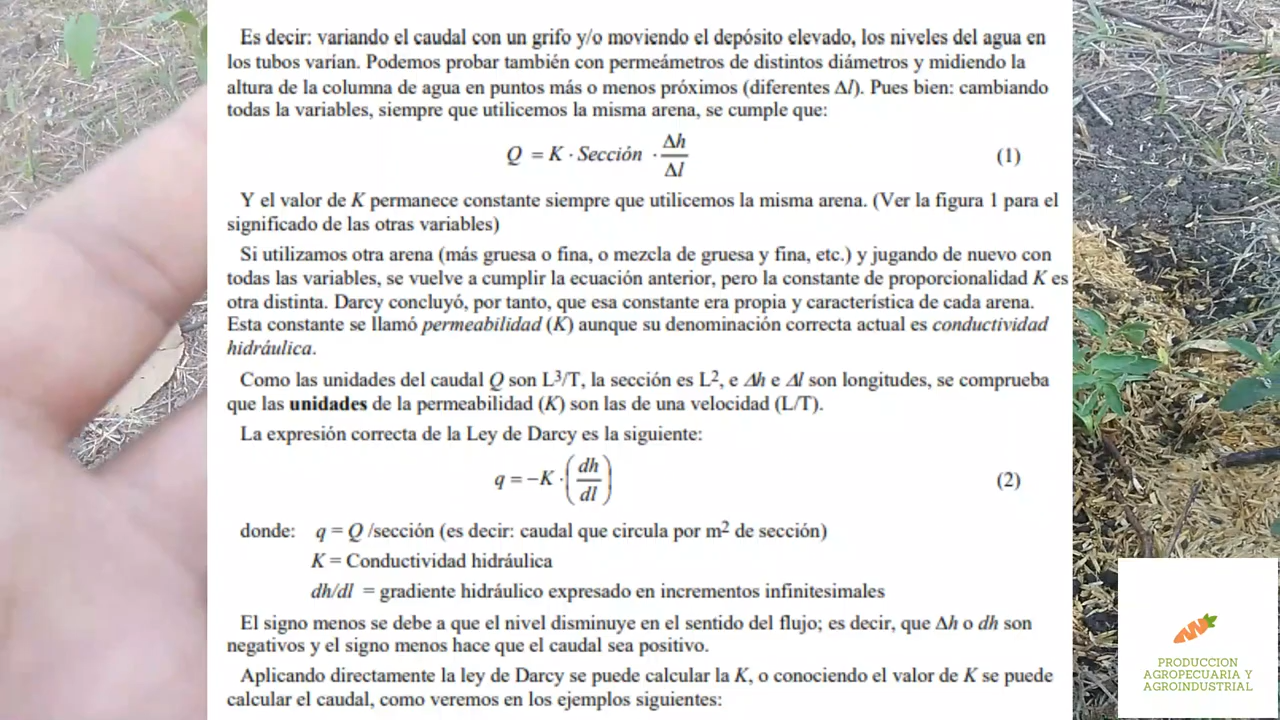 Es decir: variando el caudal con un grifo y/o moviendo el depósito elevado, los niveles del agua en
los tubos varían. Podemos probar también con permeámetros de distintos diámetros y midiendo la
altura de la columna de agua en puntos más o menos próximos (diferentes Δl). Pues bien: cambiando
todas la variables, siempre que utilicemos la misma arena, se cumple que:
Q = K · Sección · Δh/Δl (1)
Y el valor de K permanece constante siempre que utilicemos la misma arena. (Ver la figura 1 para el
significado de las otras variables)
Si utilizamos otra arena (más gruesa o fina, o mezcla de gruesa y fina, etc.) y jugando de nuevo con
todas las variables, se vuelve a cumplir la ecuación anterior, pero la constante de proporcionalidad K es
otra distinta. Darcy concluyó, por tanto, que esa constante era propia y característica de cada arena.
Esta constante se llamó permeabilidad (K) aunque su denominación correcta actual es conductividad
hidráulica.
Como las unidades del caudal Q son L³/T, la sección es L², e Δh e Δl son longitudes, se comprueba
que las unidades de la permeabilidad (K) son las de una velocidad (L/T).
La expresión correcta de la Ley de Darcy es la siguiente:
q = −K · (dh/dl) (2)
donde: q = Q /sección (es decir: caudal que circula por m² de sección)
K = Conductividad hidráulica
dh/dl = gradiente hidráulico expresado en incrementos infinitesimales
El signo menos se debe a que el nivel disminuye en el sentido del flujo; es decir, que Δh o dh son
negativos y el signo menos hace que el caudal sea positivo.
Aplicando directamente la ley de Darcy se puede calcular la K, o conociendo el valor de K se puede
calcular el caudal, como veremos en los ejemplos siguientes:
PRODUCCION
AGROPECUARIA Y
AGROINDUSTRIAL